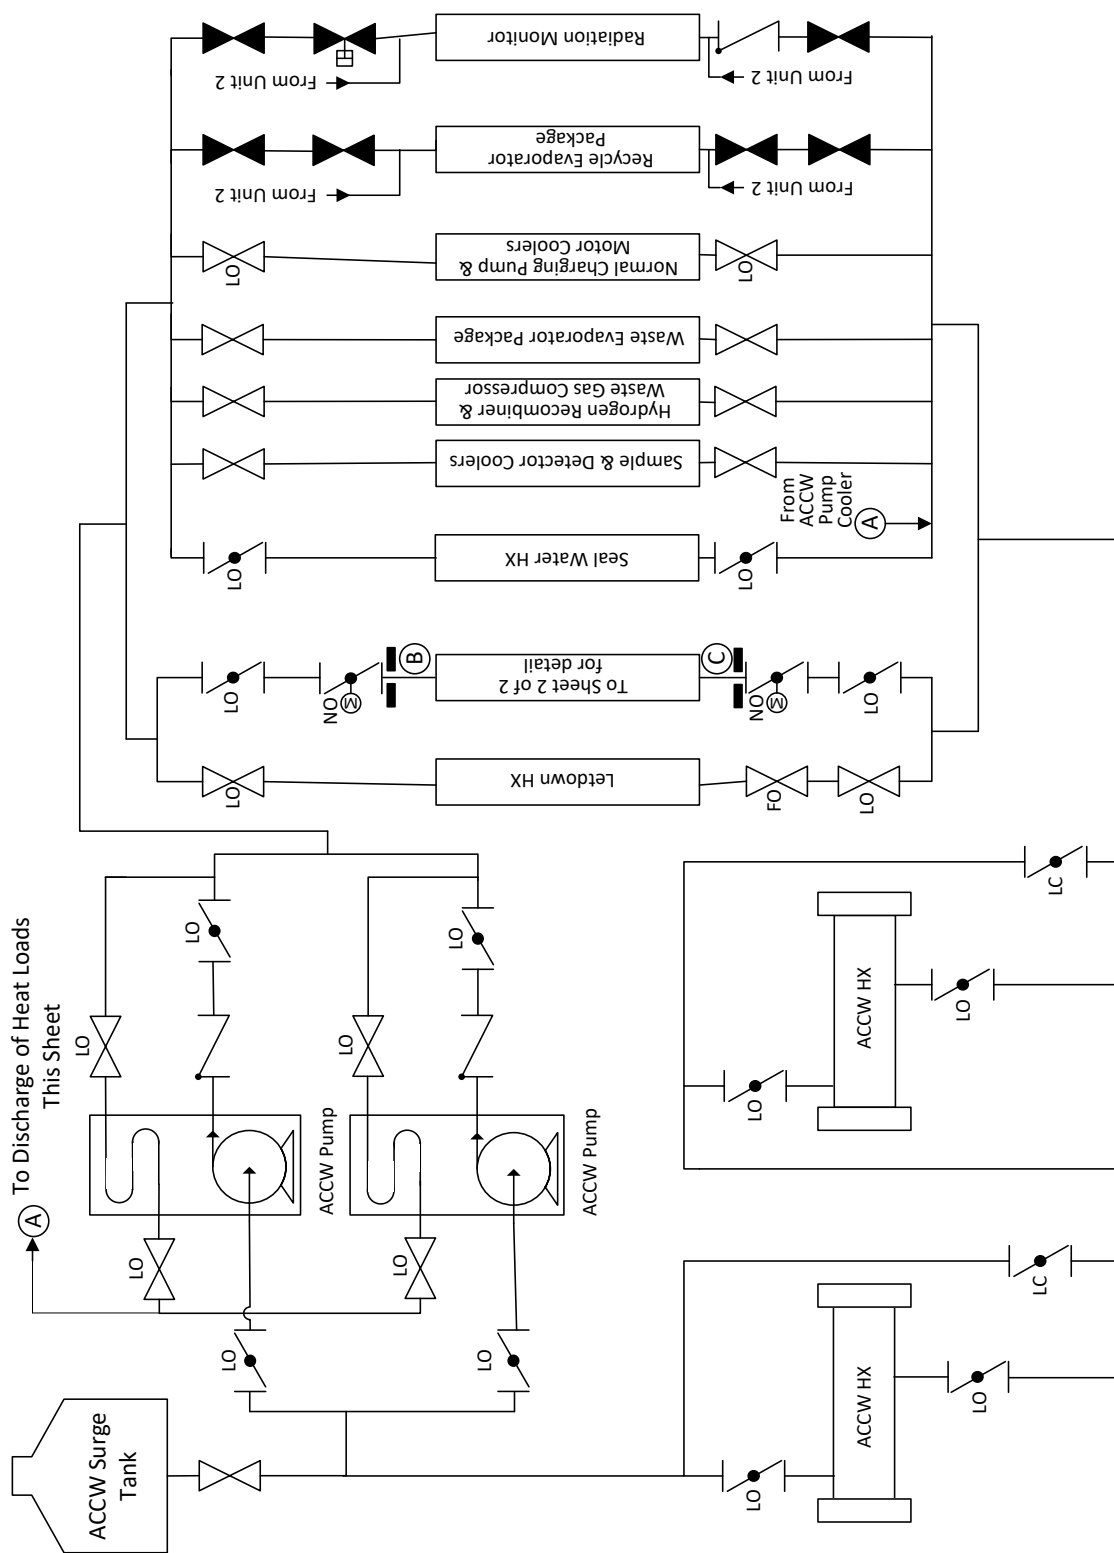 Radiation Monitor
From Unit 2
From Unit 2
Recycle Evaporator
Package
From Unit 2
From Unit 2
LO
Normal Charging Pump &
Motor Coolers
LO
Waste Evaporator Package
Hydrogen Recombiner &
Waste Gas Compressor
Sample & Detector Coolers
From
ACCW
Pump
Cooler
A
LO
Seal Water HX
LO
LO
NO
M
B
To Sheet 2 of 2
for detail
C
NO
M
LO
LO
Letdown HX
FO
LO
A
To Discharge of Heat Loads
This Sheet
LO
LO
ACCW Pump
LO
LO
LO
LO
ACCW Pump
LO
LO
ACCW Surge
Tank
LO
LC
ACCW HX
LO
LO
LC
ACCW HX
LO
LO